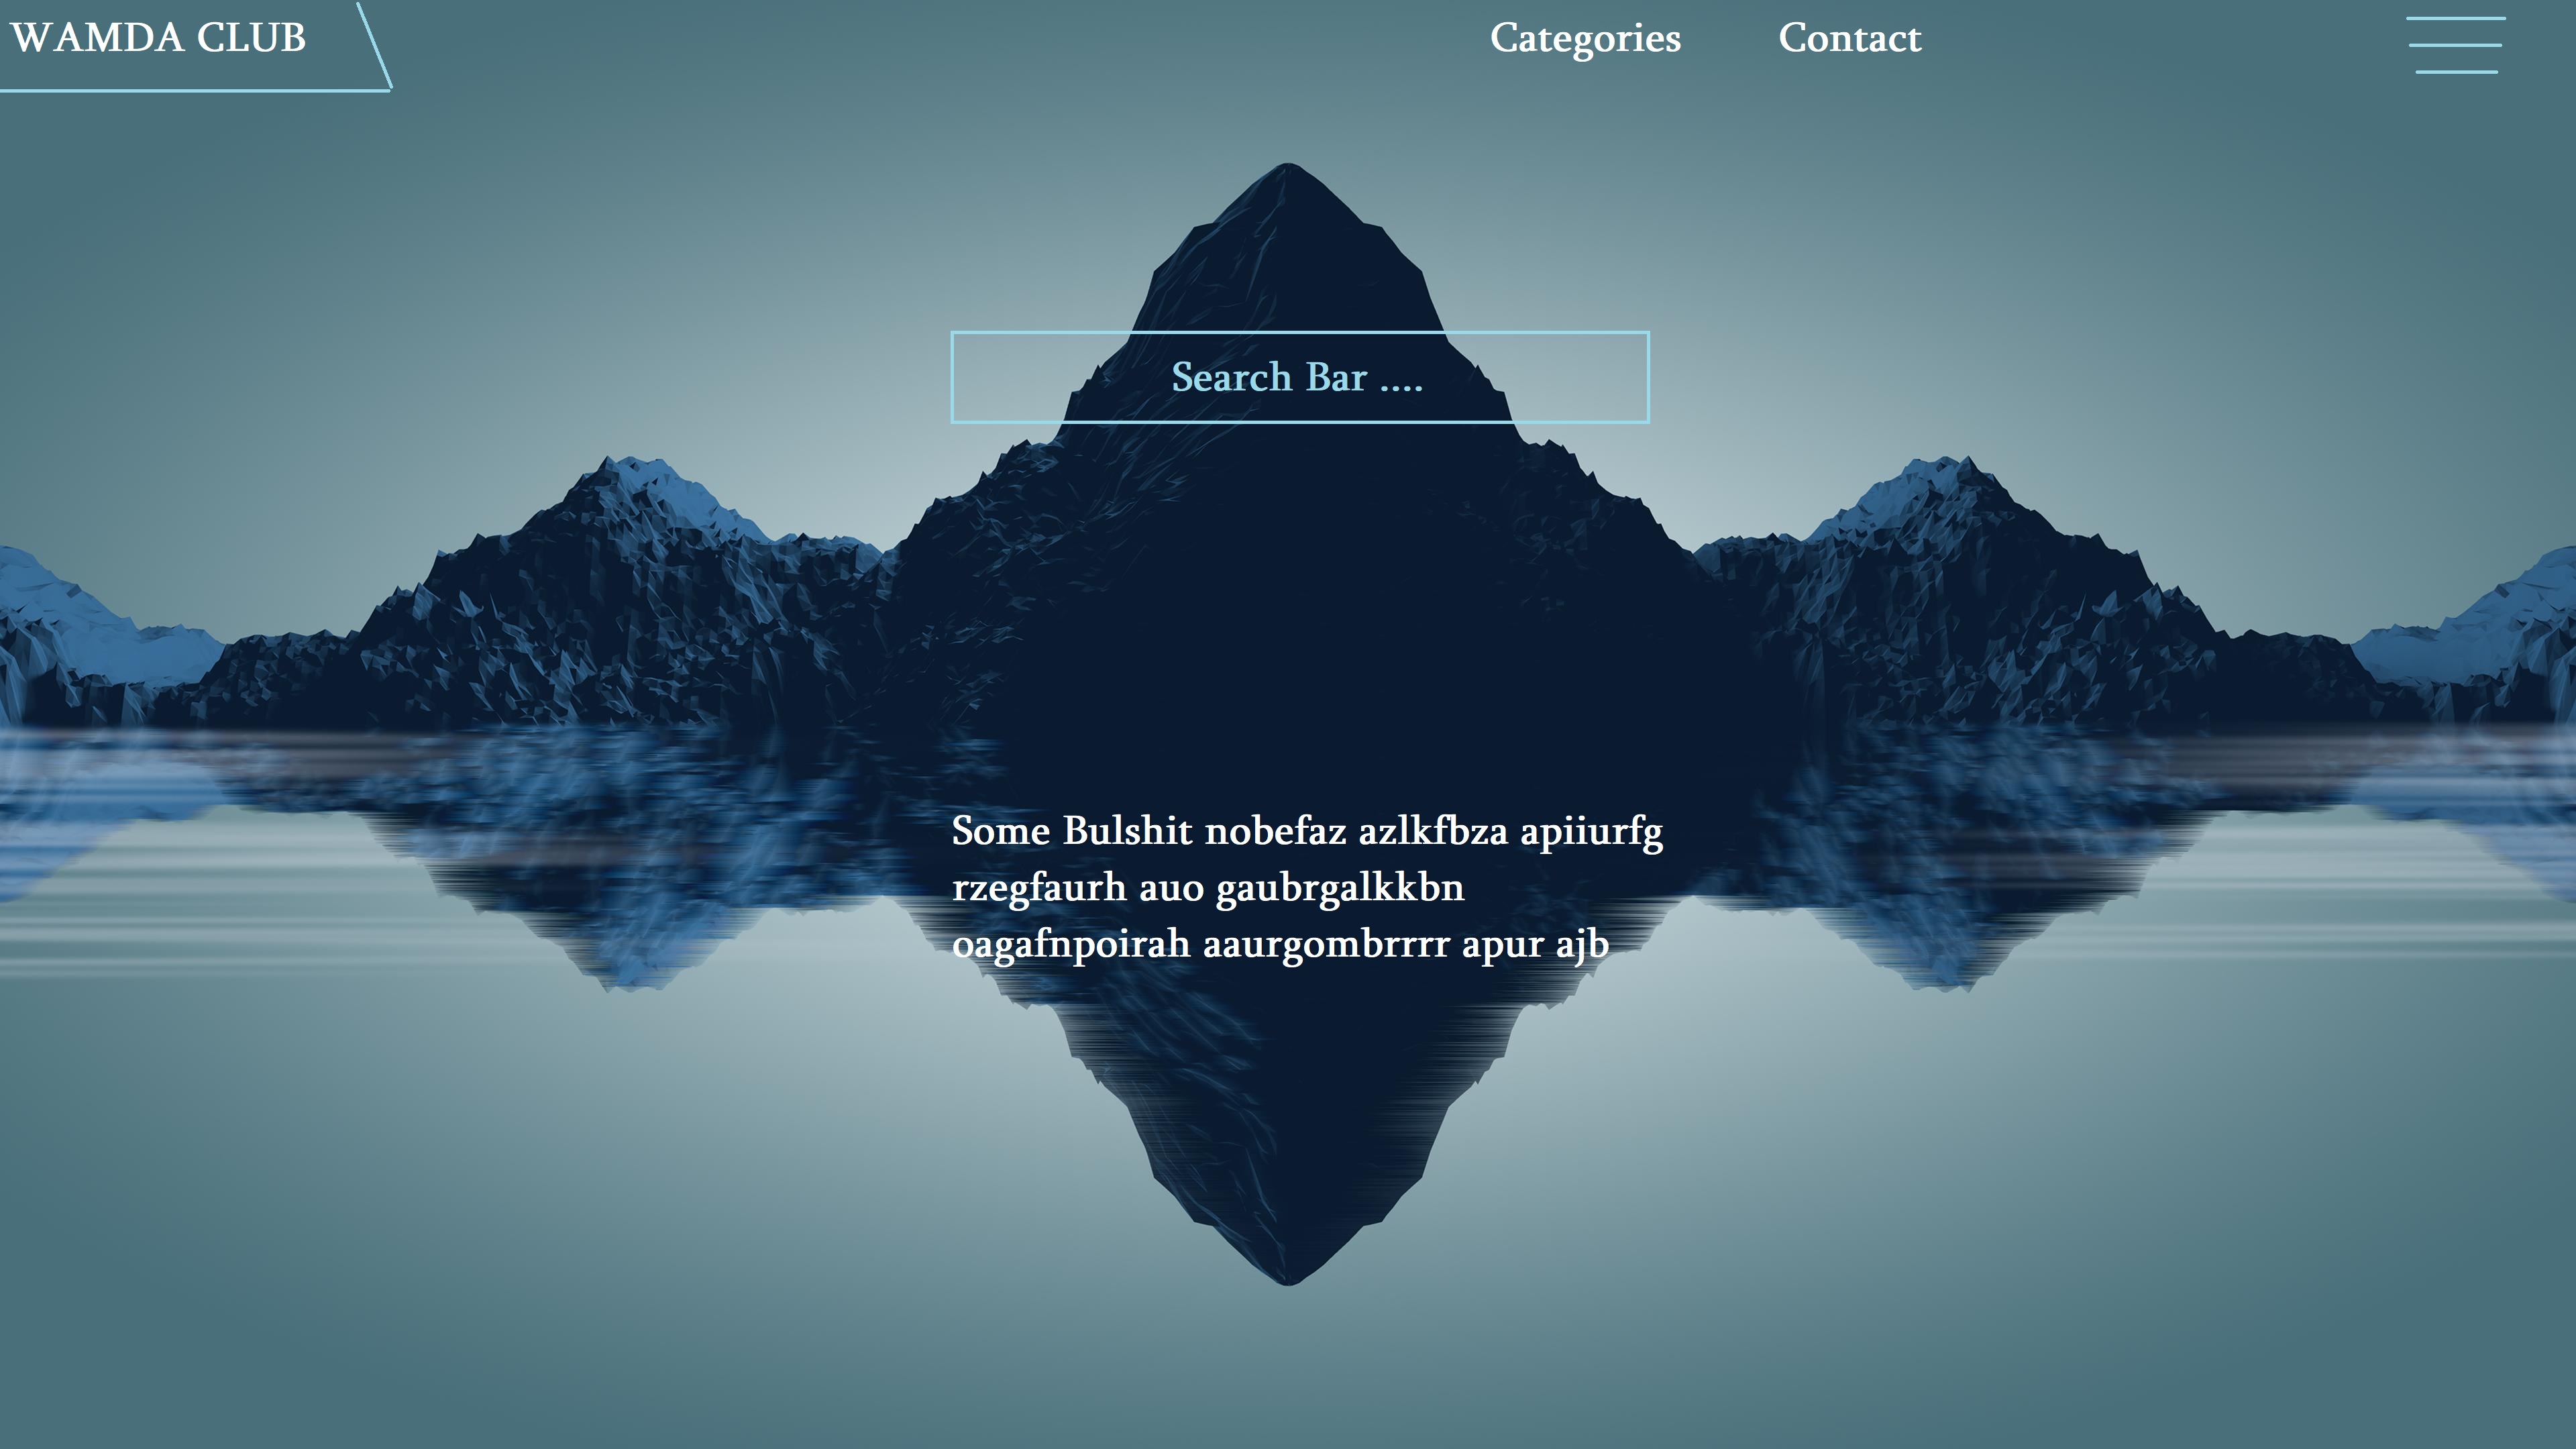 WAMDA CLUB
Categories
Contact
Search Bar ....
Some Bulshit nobefaz azlkfbza apiiurfg
rzegfaurh auo gaubrgalkkbn
oagafnpoirah aaurgombrrrr apur ajb